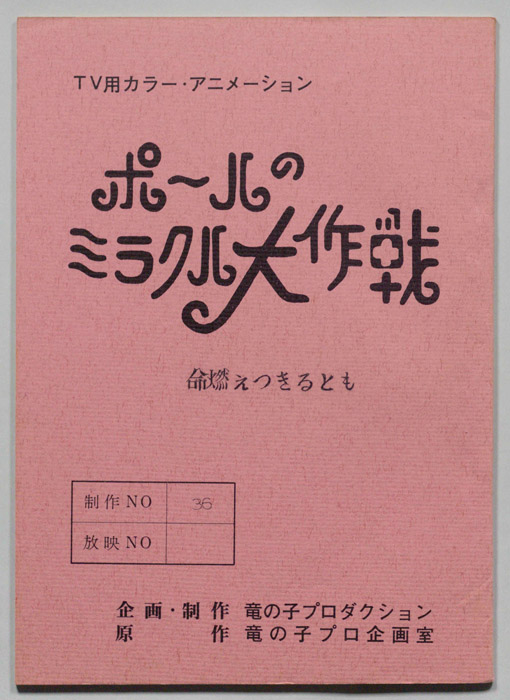 TV用カラー・アニメーション
ポールの
ミラクル大作戦
命燃えつきるとも
制作NO 36
放映NO
企画・制作 竜の子プロダクション
原 作 竜の子プロ企画室